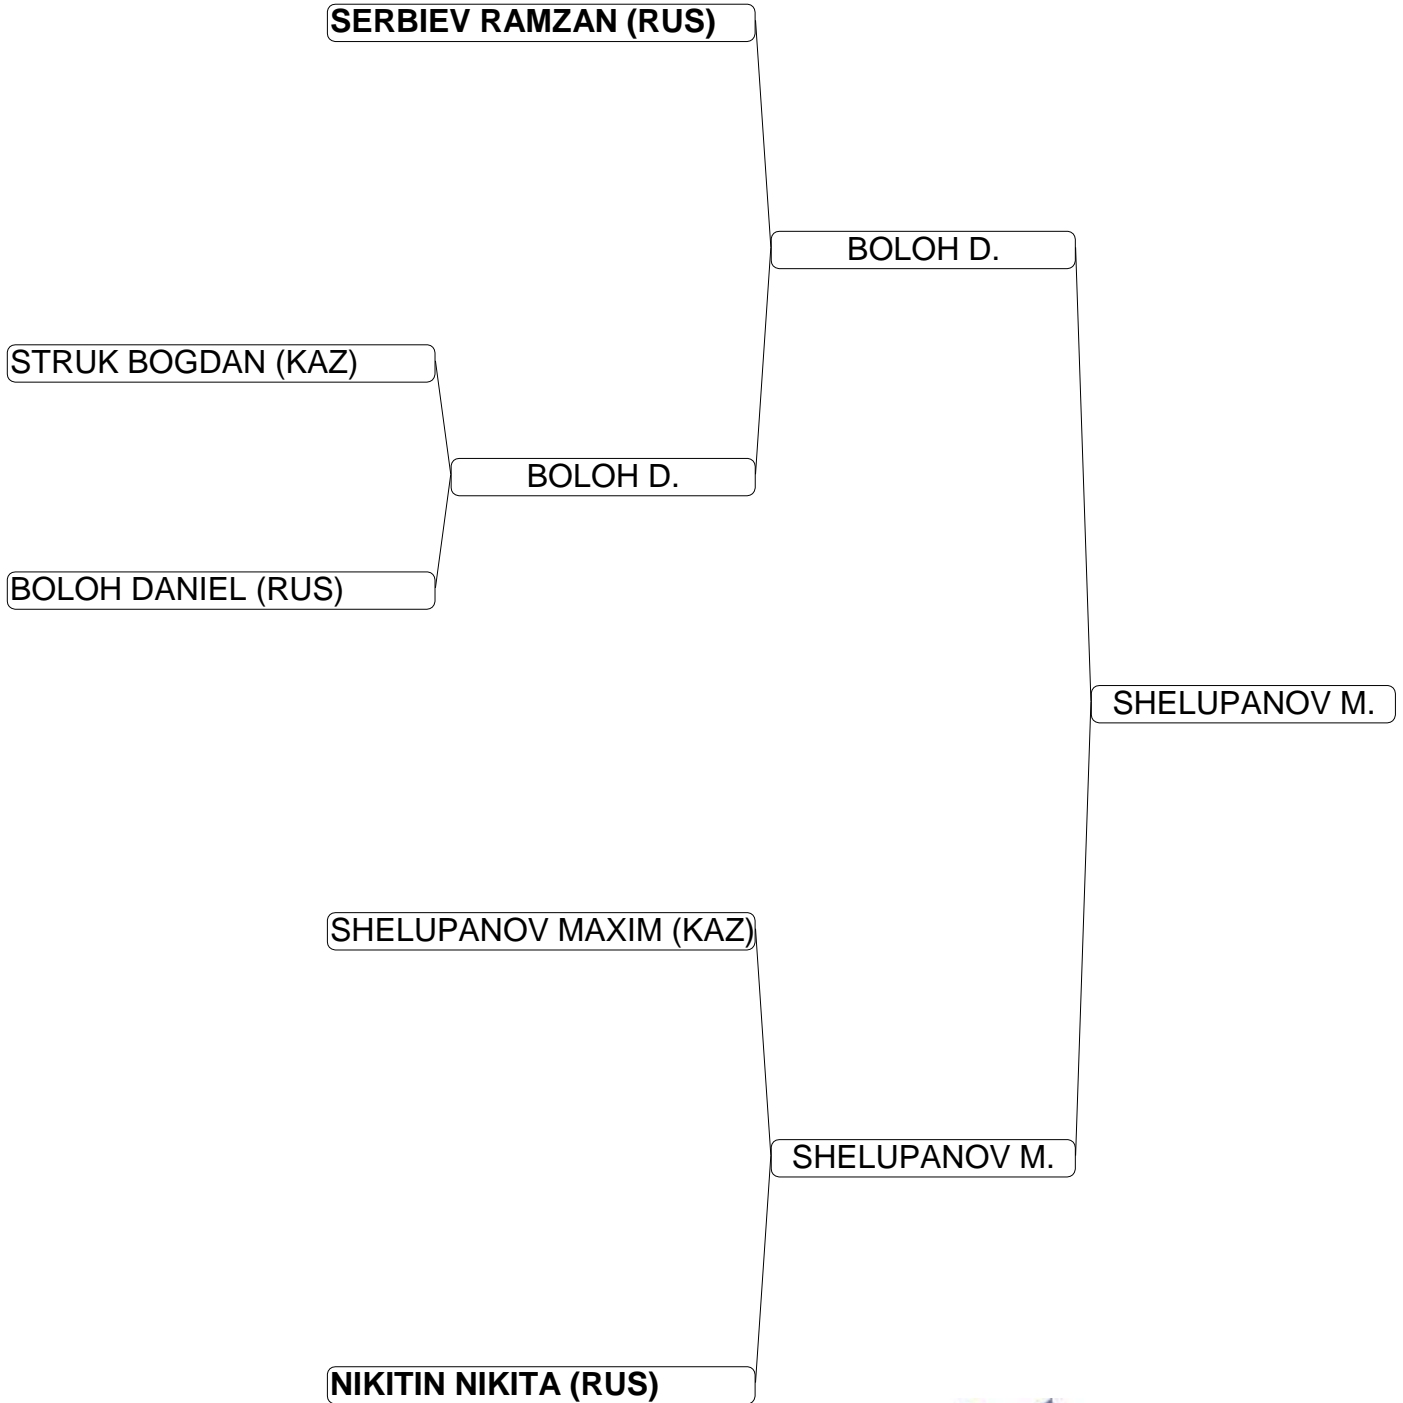 SERBIEV RAMZAN (RUS)
BOLOH D.
STRUK BOGDAN (KAZ)
BOLOH D.
BOLOH DANIEL (RUS)
SHELUPANOV M.
SHELUPANOV MAXIM (KAZ)
SHELUPANOV M.
NIKITIN NIKITA (RUS)